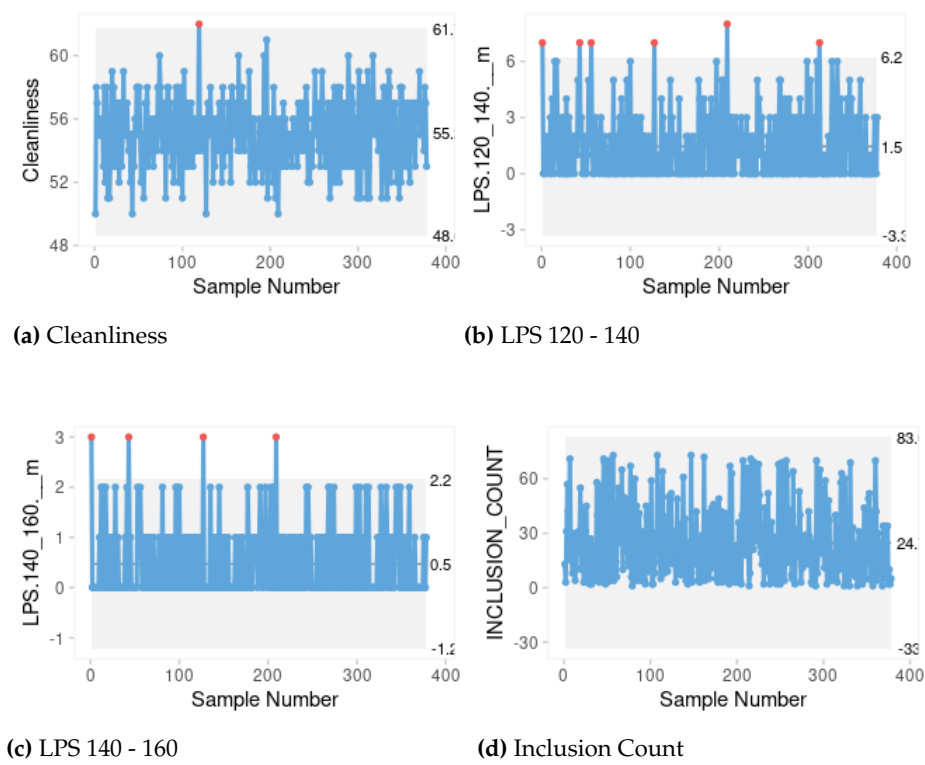 Cleanliness
60
56
52
48
61.
55.
48.
0 100 200 300 400
Sample Number
(a) Cleanliness
LPS.120_140.__m
6
3
0
-3
6.2
1.5
-3.3
0 100 200 300 400
Sample Number
(b) LPS 120 - 140
LPS.140_160.__m
3
2
1
0
-1
2.2
0.5
-1.2
0 100 200 300 400
Sample Number
(c) LPS 140 - 160
INCLUSION_COUNT
60
30
0
-30
83.
24.
-33
0 100 200 300 400
Sample Number
(d) Inclusion Count